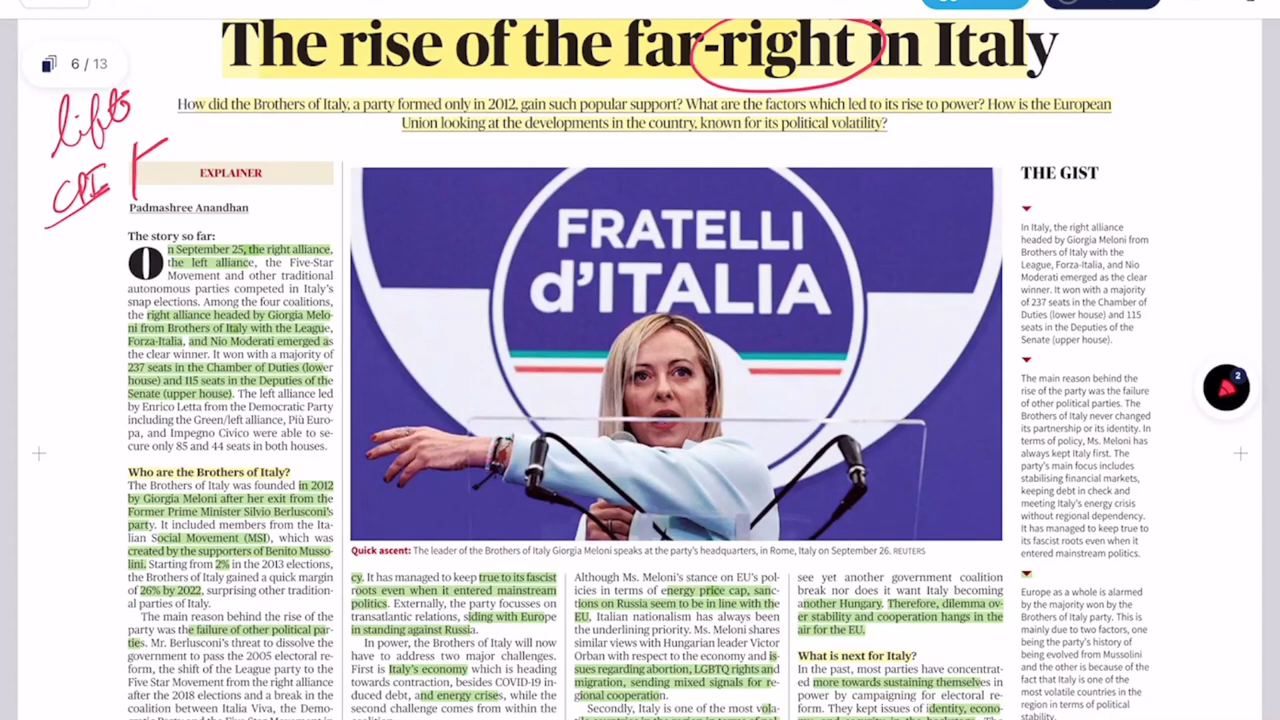 The rise of the far-right in Italy
6 / 13
lifts
CPI
How did the Brothers of Italy, a party formed only in 2012, gain such popular support? What are the factors which led to its rise to power? How is the European
Union looking at the developments in the country, known for its political volatility?
EXPLAINER
Padmashree Anandhan
The story so far:
On September 25, the right alliance,
the left alliance, the Five-Star
Movement and other traditional
autonomous parties competed in Italy's
snap elections. Among the four coalitions,
the right alliance headed by Giorgia Melo-
ni from Brothers of Italy with the League,
Forza-Italia, and Nio Moderati emerged as
the clear winner. It won with a majority of
237 seats in the Chamber of Duties (lower
house) and 115 seats in the Deputies of the
Senate (upper house). The left alliance led
by Enrico Letta from the Democratic Party
including the Green/left alliance, Più Euro-
pa, and Impegno Civico were able to se-
cure only 85 and 44 seats in both houses.
Who are the Brothers of Italy?
The Brothers of Italy was founded in 2012
by Giorgia Meloni after her exit from the
Former Prime Minister Silvio Berlusconi's
party. It included members from the Ita-
lian Social Movement (MSI), which was
created by the supporters of Benito Musso-
lini. Starting from 2% in the 2013 elections,
the Brothers of Italy gained a quick margin
of 26% by 2022, surprising other tradition-
al parties of Italy.
The main reason behind the rise of the
party was the failure of other political par-
ties. Mr. Berlusconi's threat to dissolve the
government to pass the 2005 electoral re-
form, the shift of the League party to the
Five Star Movement from the right alliance
after the 2018 elections and a break in the
coalition between Italia Viva, the Demo-
cratic Party and the Five Star Movement in
FRATELLI
d'ITALIA
Quick ascent: The leader of the Brothers of Italy Giorgia Meloni speaks at the party's headquarters, in Rome, Italy on September 26. REUTERS
cy. It has managed to keep true to its fascist
roots even when it entered mainstream
politics. Externally, the party focusses on
transatlantic relations, siding with Europe
in standing against Russia.
In power, the Brothers of Italy will now
have to address two major challenges.
First is Italy's economy which is heading
towards contraction, besides COVID-19 in-
duced debt, and energy crises, while the
second challenge comes from within the
coalition.
Although Ms. Meloni's stance on EU's pol-
icies in terms of energy price cap, sanc-
tions on Russia seem to be in line with the
EU, Italian nationalism has always been
the underlining priority. Ms. Meloni shares
similar views with Hungarian leader Victor
Orban with respect to the economy and is-
sues regarding abortion, LGBTQ rights and
migration, sending mixed signals for re-
gional cooperation.
Secondly, Italy is one of the most vola-
tile countries in the region in terms of pol-
see yet another government coalition
break nor does it want Italy becoming
another Hungary. Therefore, dilemma ov-
er stability and cooperation hangs in the
air for the EU.
What is next for Italy?
In the past, most parties have concentrat-
ed more towards sustaining themselves in
power by campaigning for electoral re-
form. They kept issues of identity, econo-
my and security in the backstage. The
THE GIST
In Italy, the right alliance
headed by Giorgia Meloni from
Brothers of Italy with the
League, Forza-Italia, and Nio
Moderati emerged as the clear
winner. It won with a majority
of 237 seats in the Chamber of
Duties (lower house) and 115
seats in the Deputies of the
Senate (upper house).
The main reason behind the
rise of the party was the failure
of other political parties. The
Brothers of Italy never changed
its partnership or its identity. In
terms of policy, Ms. Meloni has
always kept Italy first. The
party's main focus includes
stabilising financial markets,
keeping debt in check and
meeting Italy's energy crisis
without regional dependency.
It has managed to keep true to
its fascist roots even when it
entered mainstream politics.
Europe as a whole is alarmed
by the majority won by the
Brothers of Italy party. This is
mainly due to two factors, one
being the party's history of
being evolved from Mussolini
and the other is because of the
fact that Italy is one of the
most volatile countries in the
region in terms of political
stability.
2